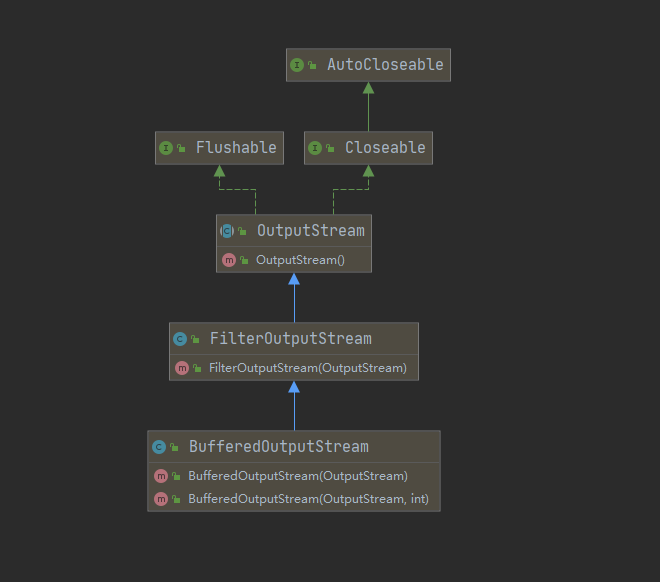 AutoCloseable
Flushable
Closeable
OutputStream
OutputStream()
FilterOutputStream
FilterOutputStream(OutputStream)
BufferedOutputStream
BufferedOutputStream(OutputStream)
BufferedOutputStream(OutputStream, int)